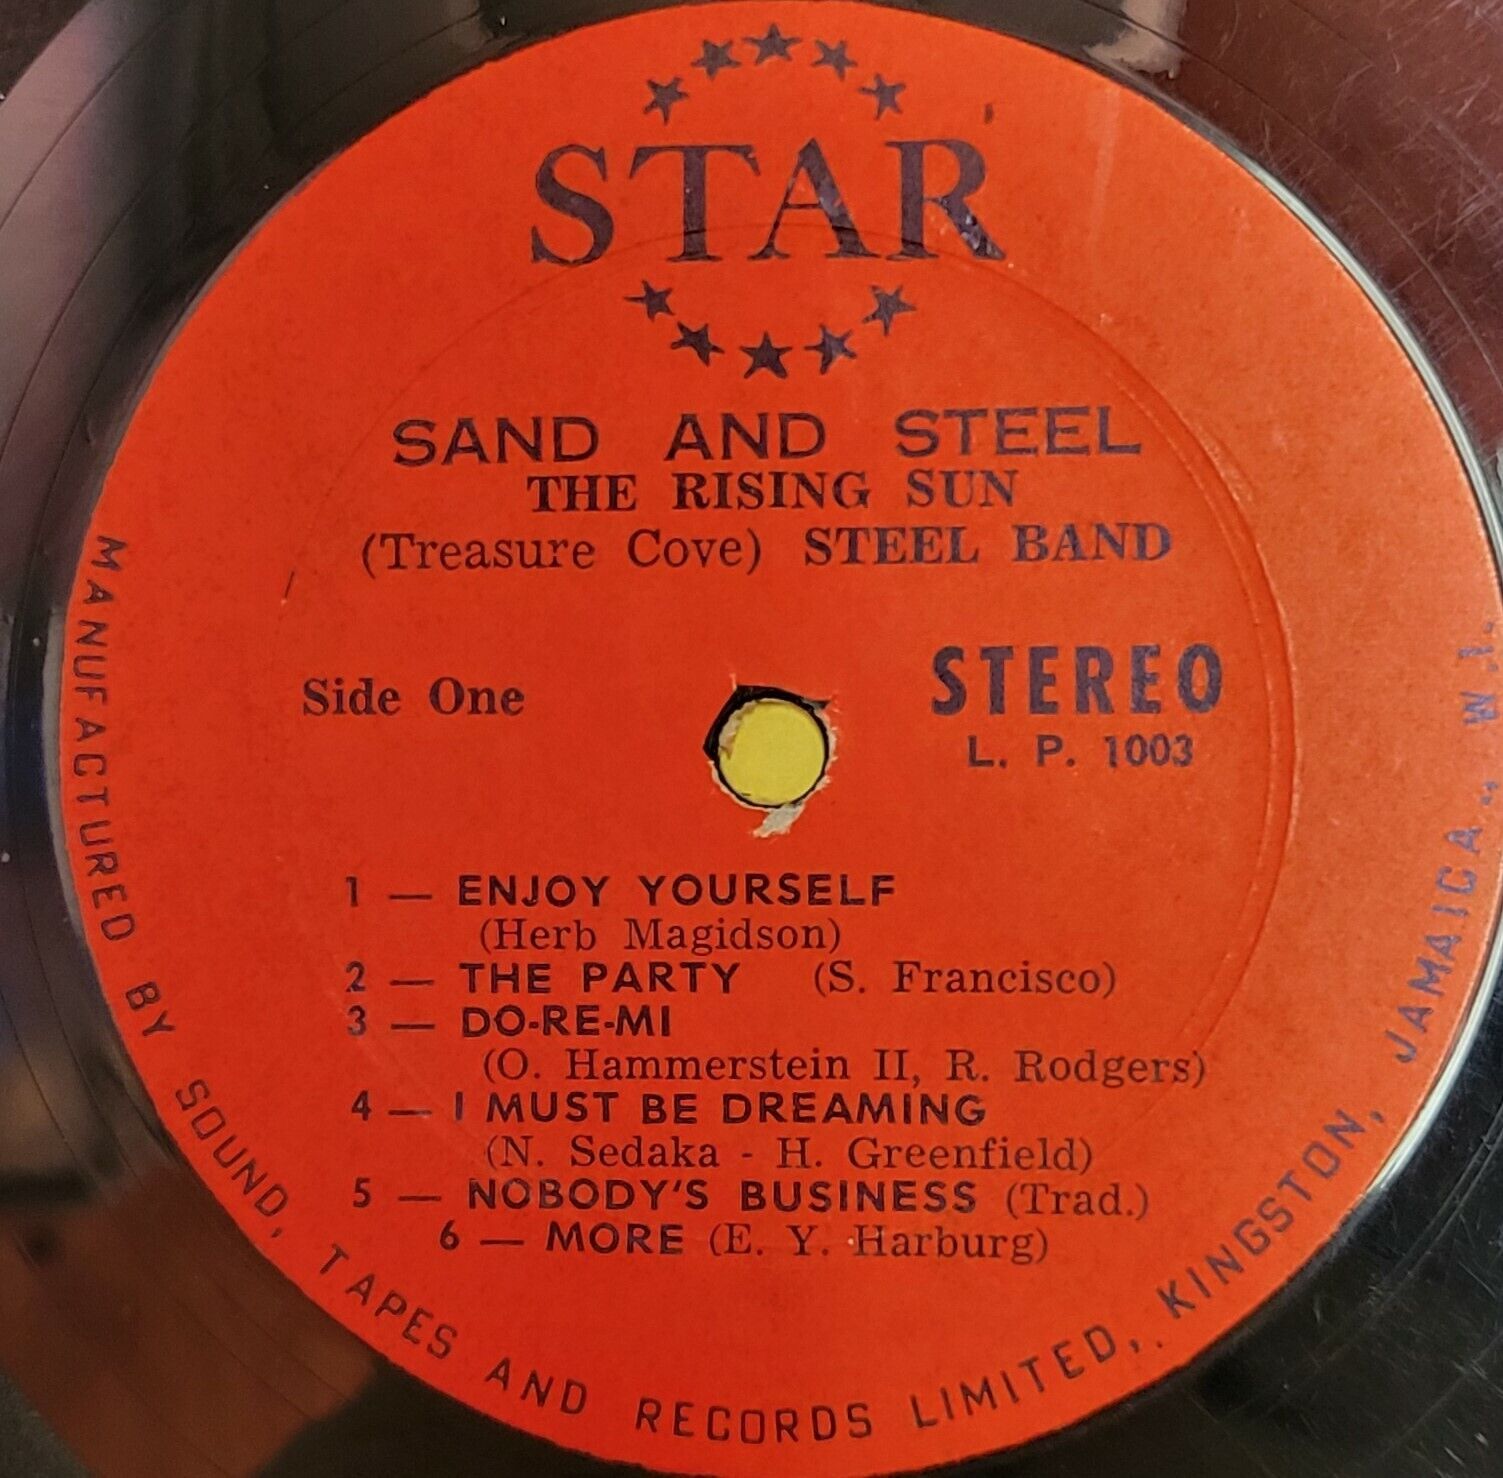 STAR
SAND AND STEEL
THE RISING SUN
(Treasure Cove) STEEL BAND
Side One
STEREO
L. P. 1003
1 — ENJOY YOURSELF
(Herb Magidson)
2 — THE PARTY (S. Francisco)
3 — DO-RE-MI
(O. Hammerstein II, R. Rodgers)
4 — I MUST BE DREAMING
(N. Sedaka - H. Greenfield)
5 — NOBODY'S BUSINESS (Trad.)
6 — MORE (E. Y. Harburg)
MANUFACTURED BY SOUND, TAPES AND RECORDS LIMITED, KINGSTON, JAMAICA., W.I.